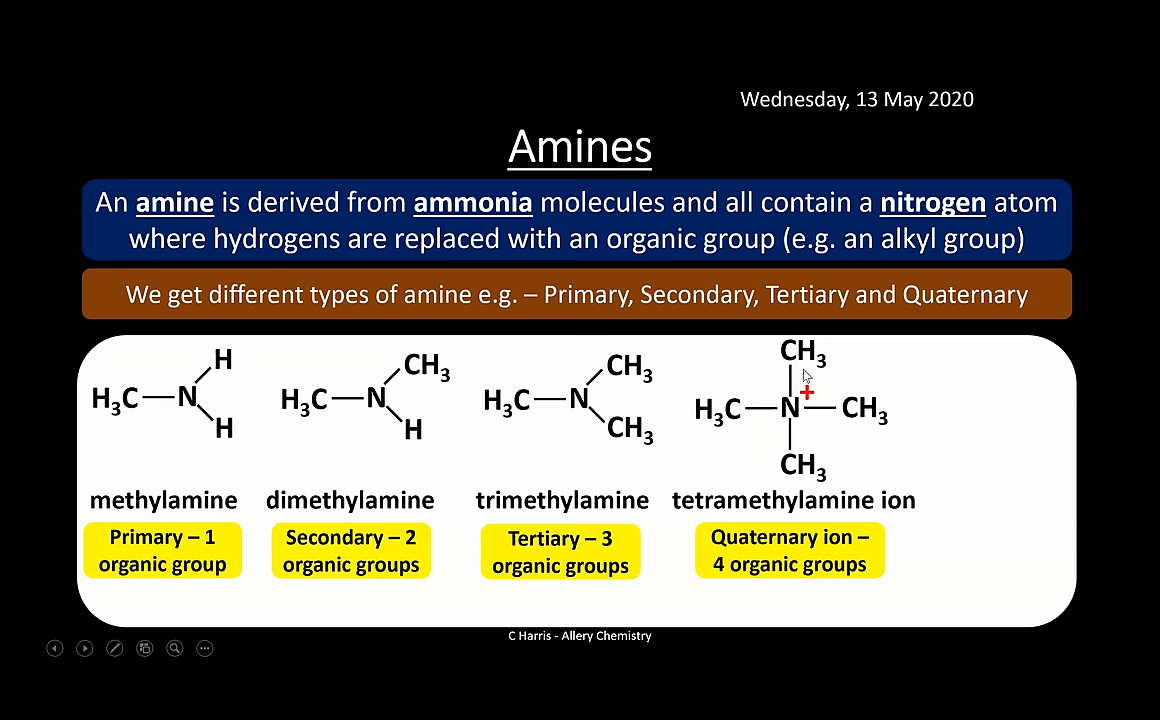 Wednesday, 13 May 2020
Amines
An amine is derived from ammonia molecules and all contain a nitrogen atom
where hydrogens are replaced with an organic group (e.g. an alkyl group)
We get different types of amine e.g. – Primary, Secondary, Tertiary and Quaternary
H
H₃C—N
H
CH₃
H₃C—N
H
CH₃
H₃C—N
CH₃
CH₃
+
H₃C—N—CH₃
CH₃
methylamine
dimethylamine
trimethylamine
tetramethylamine ion
Primary – 1
organic group
Secondary – 2
organic groups
Tertiary – 3
organic groups
Quaternary ion –
4 organic groups
C Harris - Allery Chemistry